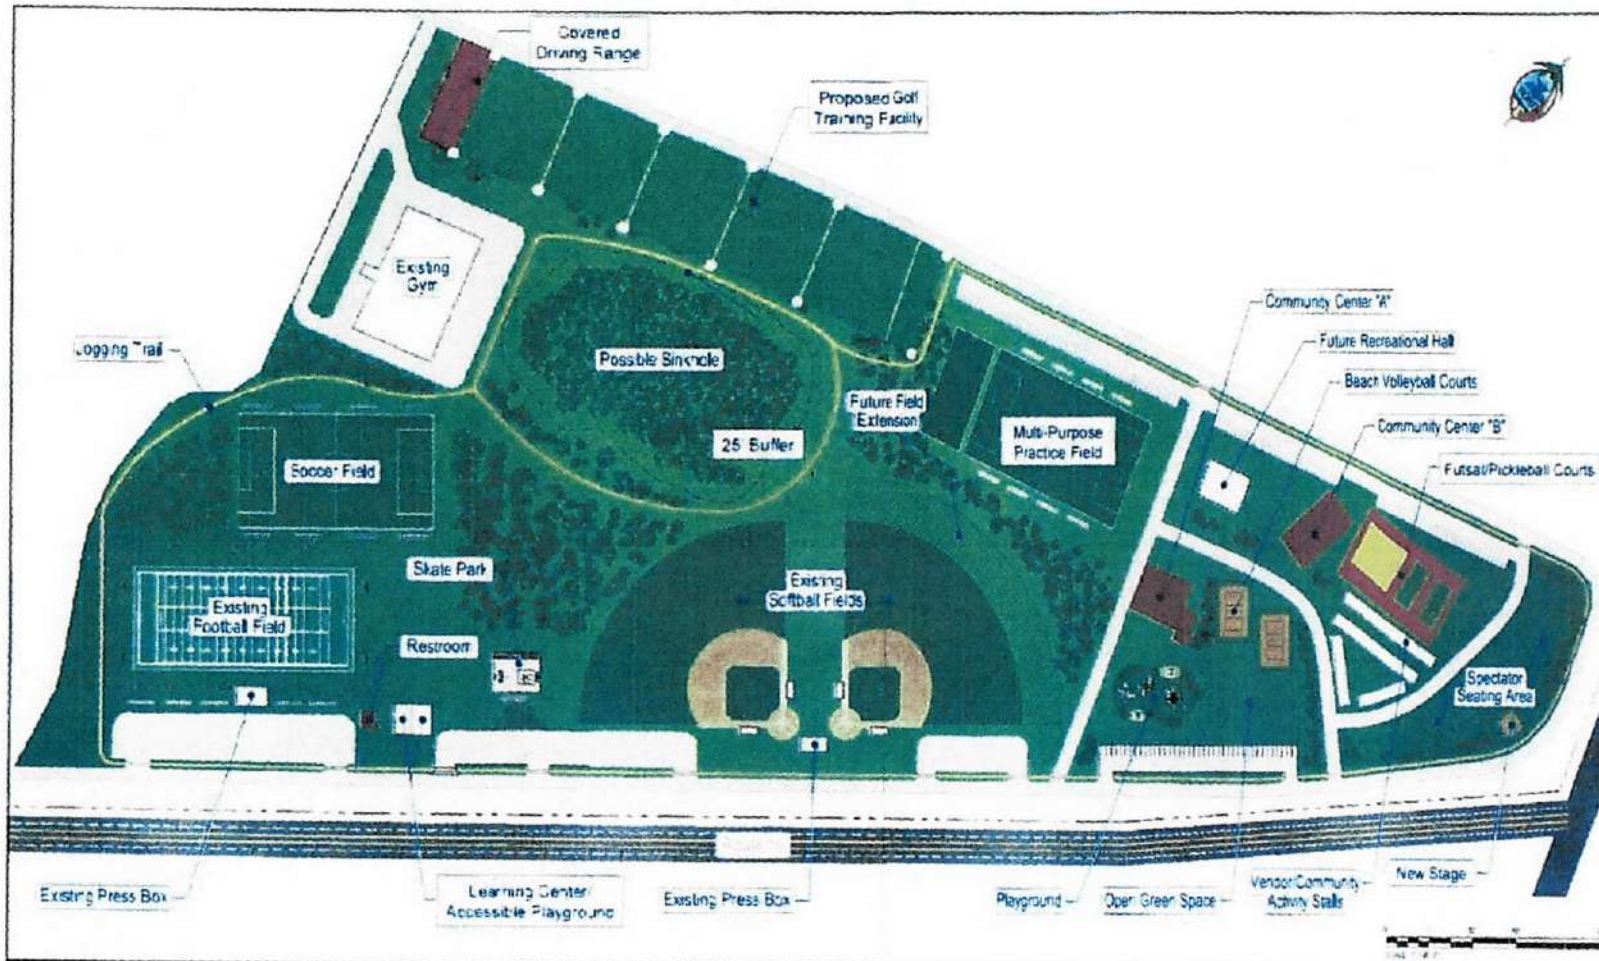 Covered
Driving Range
Proposed Golf
Training Facility
Existing
Gym
Community Center "A"
Future Recreational Hall
Jogging Trail
Possible Sinkhole
Beach Volleyball Courts
Future Field
Extension
Community Center "B"
25' Buffer
Multi-Purpose
Practice Field
Soccer Field
Futsal/Pickleball Courts
Skate Park
Existing
Softball Fields
Existing
Football Field
Restroom
Spectator
Seating Area
Existing Press Box
Learning Center/
Accessible Playground
Existing Press Box
Playground
Open Green Space
Vendor/Community
Activity Stalls
New Stage